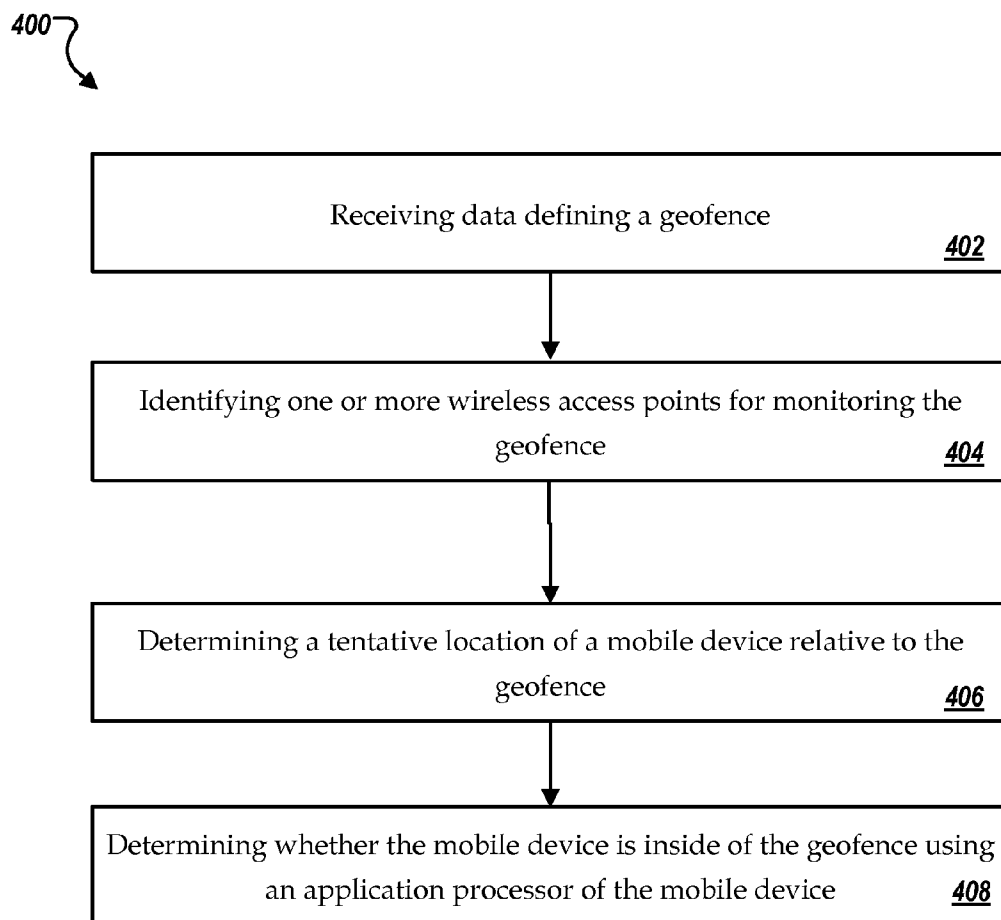 400
Receiving data defining a geofence
402
Identifying one or more wireless access points for monitoring the
geofence
404
Determining a tentative location of a mobile device relative to the
geofence
406
Determining whether the mobile device is inside of the geofence using
an application processor of the mobile device
408